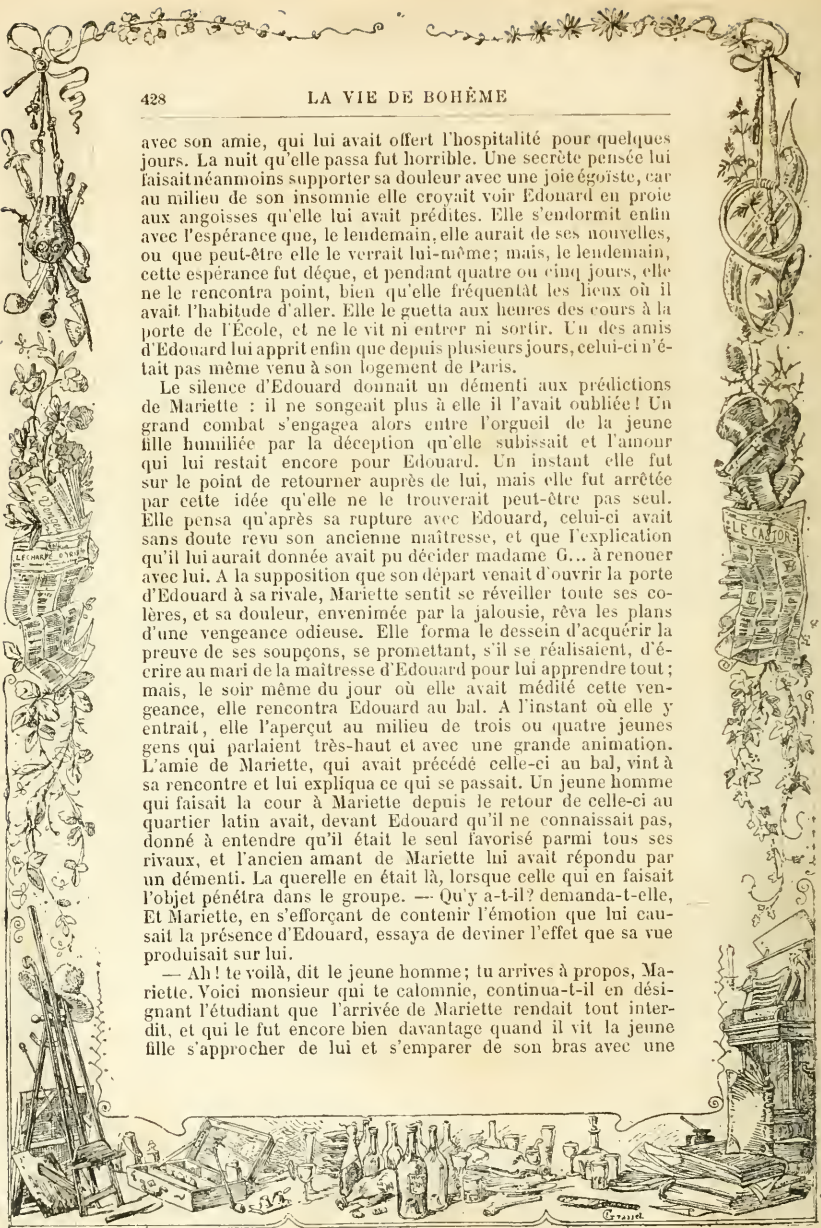 428 LA VIE DE BOHÊME
avec son amie, qui lui avait offert l'hospitalité pour quelques
jours. La nuit qu'elle passa fut horrible. Une secrète pensée lui
faisait néanmoins supporter sa douleur avec une joie égoïste, car
au milieu de son insomnie elle croyait voir Edouard en proie
aux angoisses qu'elle lui avait prédites. Elle s'endormit enfin
avec l'espérance que, le lendemain, elle aurait de ses nouvelles,
ou que peut-être elle le verrait lui-même; mais, le lendemain,
cette espérance fut déçue, et pendant quatre ou cinq jours, elle
ne le rencontra point, bien qu'elle fréquentât les lieux où il
avait l'habitude d'aller. Elle le guetta aux heures des cours à la
porte de l'École, et ne le vit ni entrer ni sortir. Un des amis
d'Edouard lui apprit enfin que depuis plusieurs jours, celui-ci n'é-
tait pas même venu à son logement de Paris.
Le silence d'Edouard donnait un démenti aux prédictions
de Mariette : il ne songeait plus à elle il l'avait oubliée! Un
grand combat s'engagea alors entre l'orgueil de la jeune
fille humiliée par la déception qu'elle subissait et l'amour
qui lui restait encore pour Edouard. Un instant elle fut
sur le point de retourner auprès de lui, mais elle fut arrêtée
par cette idée qu'elle ne le trouverait peut-être pas seul.
Elle pensa qu'après sa rupture avec Edouard, celui-ci avait
sans doute revu son ancienne maîtresse, et que l'explication
qu'il lui aurait donnée avait pu décider madame G... à renouer
avec lui. A la supposition que son départ venait d'ouvrir la porte
d'Edouard à sa rivale, Mariette sentit se réveiller toute ses co-
lères, et sa douleur, envenimée par la jalousie, rêva les plans
d'une vengeance odieuse. Elle forma le dessein d'acquérir la
preuve de ses soupçons, se promettant, s'il se réalisaient, d'é-
crire au mari de la maîtresse d'Edouard pour lui apprendre tout ;
mais, le soir même du jour où elle avait médité cette ven-
geance, elle rencontra Edouard au bal. A l'instant où elle y
entrait, elle l'aperçut au milieu de trois ou quatre jeunes
gens qui parlaient très-haut et avec une grande animation.
L'amie de Mariette, qui avait précédé celle-ci au bal, vint à
sa rencontre et lui expliqua ce qui se passait. Un jeune homme
qui faisait la cour à Mariette depuis le retour de celle-ci au
quartier latin avait, devant Edouard qu'il ne connaissait pas,
donné à entendre qu'il était le seul favorisé parmi tous ses
rivaux, et l'ancien amant de Mariette lui avait répondu par
un démenti. La querelle en était là, lorsque celle qui en faisait
l'objet pénétra dans le groupe. — Qu'y a-t-il? demanda-t-elle,
Et Mariette, en s'efforçant de contenir l'émotion que lui cau-
sait la présence d'Edouard, essaya de deviner l'effet que sa vue
produisait sur lui.
— Ah ! te voilà, dit le jeune homme; tu arrives à propos, Ma-
riette. Voici monsieur qui te calomnie, continua-t-il en dési-
gnant l'étudiant que l'arrivée de Mariette rendait tout inter-
dit, et qui le fut encore bien davantage quand il vit la jeune
fille s'approcher de lui et s'emparer de son bras avec une
LE CASTOR